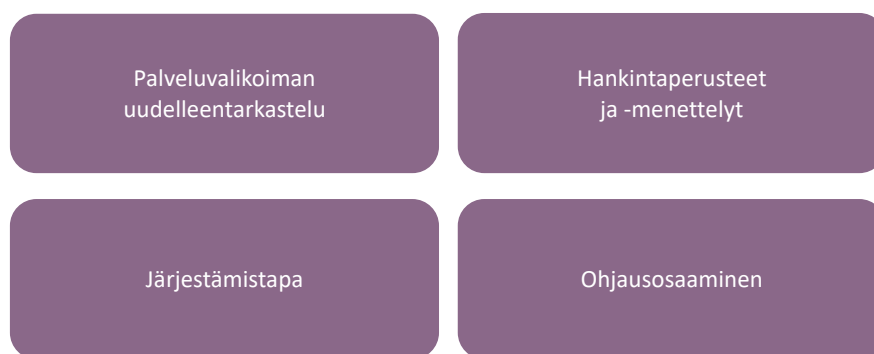 Palveluvalikoiman
uudelleentarkastelu
Hankintaperusteet
ja -menettelyt
Järjestämistapa
Ohjausosaaminen